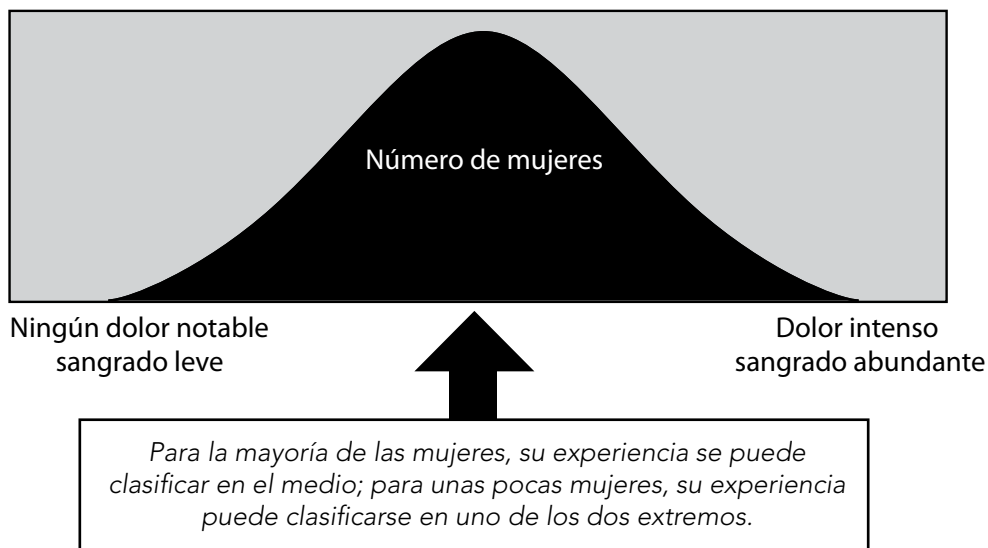 Número de mujeres
Ningún dolor notable
sangrado leve
Dolor intenso
sangrado abundante
Para la mayoría de las mujeres, su experiencia se puede
clasificar en el medio; para unas pocas mujeres, su experiencia
puede clasificarse en uno de los dos extremos.